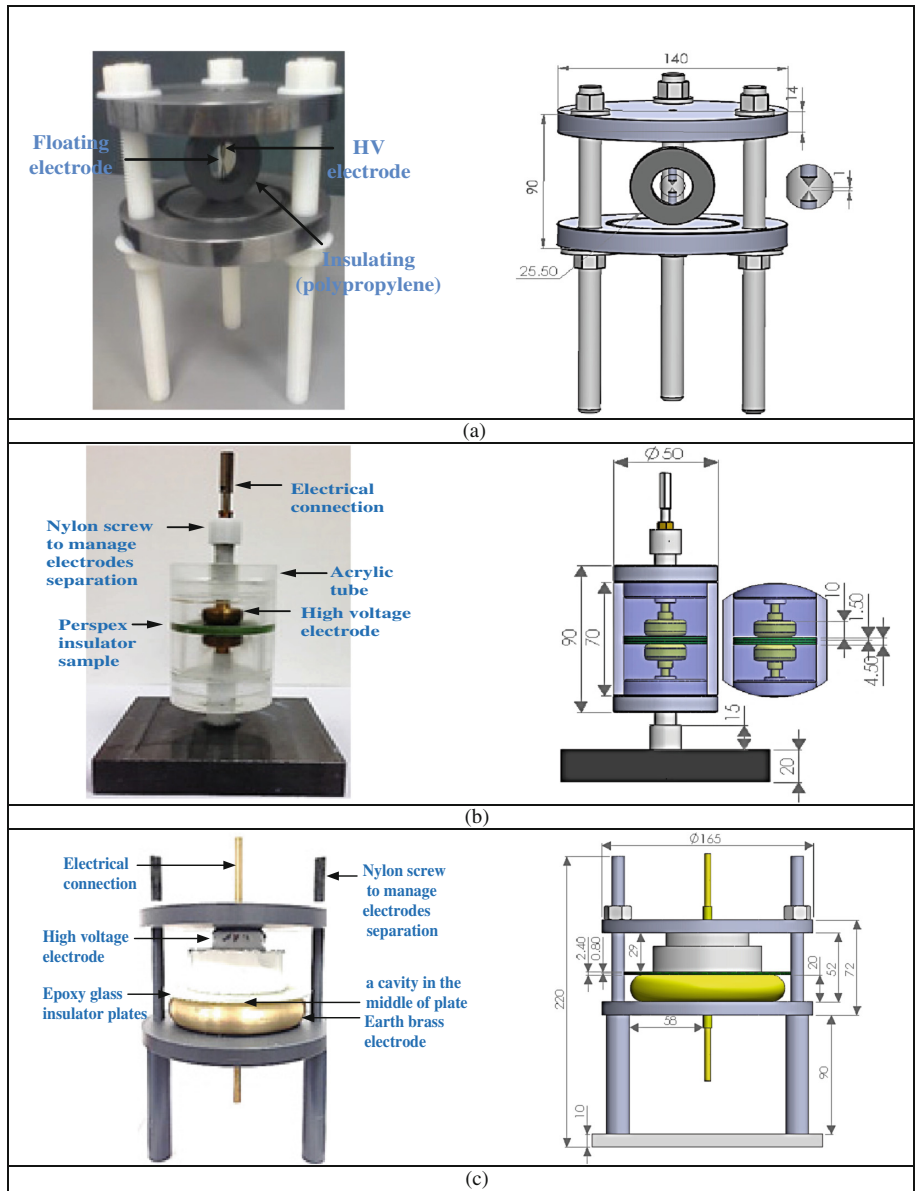 Floating
electrode
HV
electrode
Insulating
(polypropylene)
140
14
90
1
25.50
(a)
Electrical
connection
Nylon screw
to manage
electrodes
separation
Acrylic
tube
High voltage
electrode
Perspex
insulator
sample
Ø50
90
70
10
1.50
4.50
15
20
(b)
Electrical
connection
Nylon screw
to manage
electrodes
separation
High voltage
electrode
Epoxy glass
insulator plates
a cavity in the
middle of plate
Earth brass
electrode
Ø165
2.40
0.80
29
20
52
72
220
58
90
10
(c)